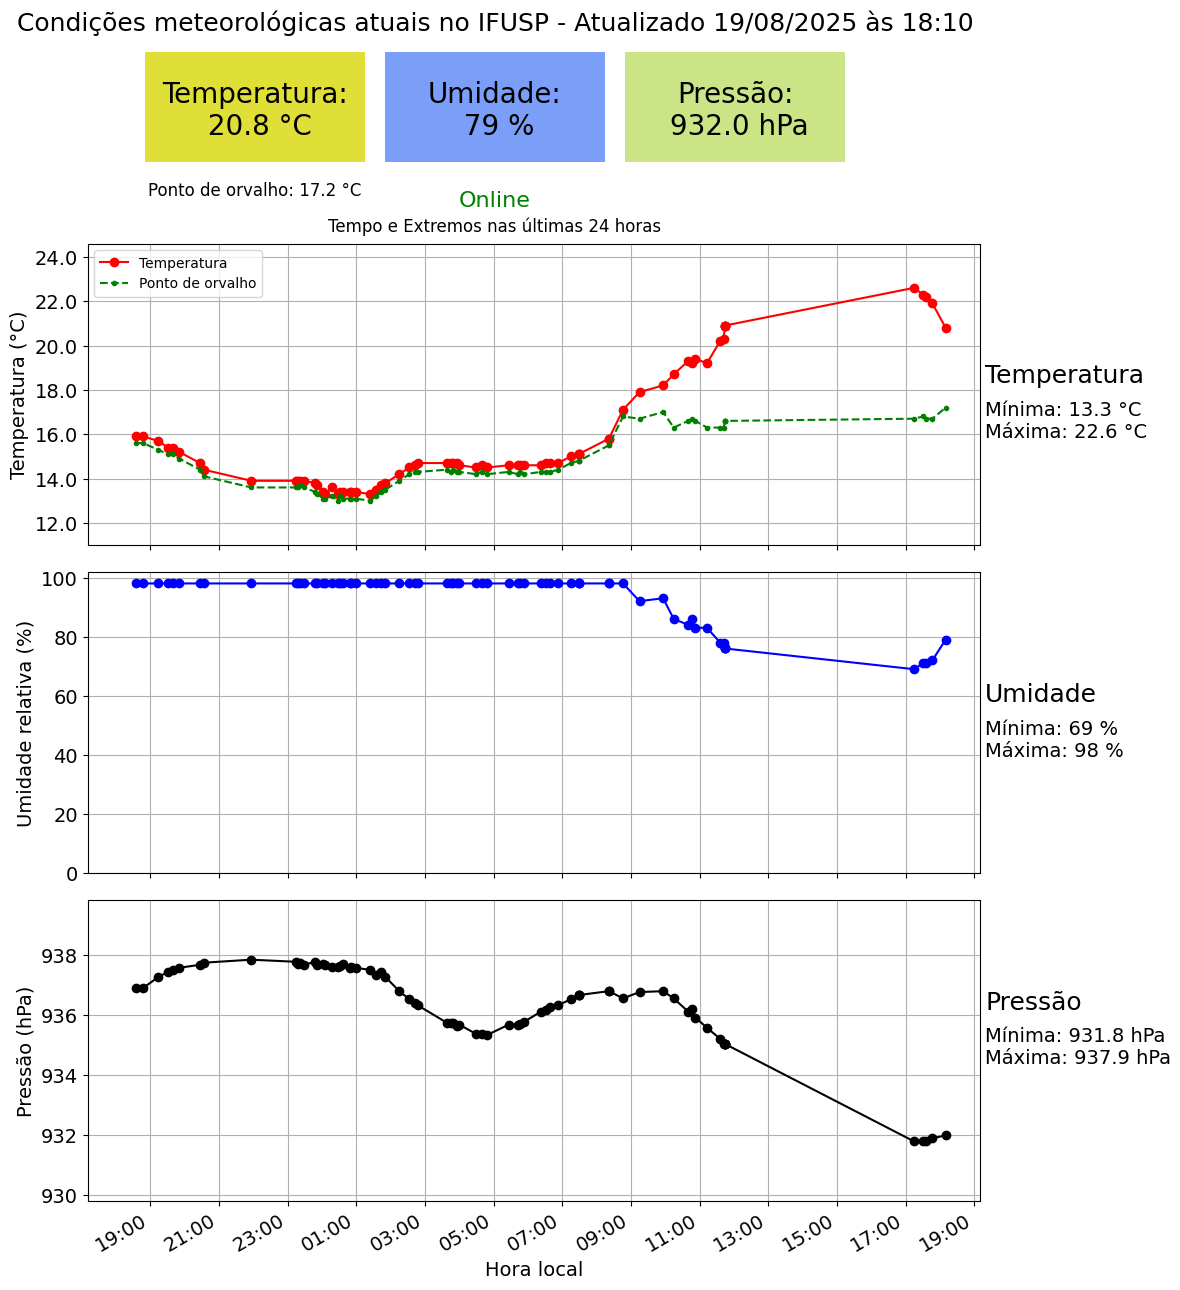 Condições meteorológicas atuais no IFUSP - Atualizado 19/08/2025 às 18:10
Temperatura:
20.8 °C
Umidade:
79 %
Pressão:
932.0 hPa
Ponto de orvalho: 17.2 °C
Online
Tempo e Extremos nas últimas 24 horas
Temperatura (°C)
24.0
22.0
20.0
18.0
16.0
14.0
12.0
Temperatura
Ponto de orvalho
Temperatura
Mínima: 13.3 °C
Máxima: 22.6 °C
Umidade relativa (%)
100
80
60
40
20
0
Umidade
Mínima: 69 %
Máxima: 98 %
Pressão (hPa)
938
936
934
932
930
Pressão
Mínima: 931.8 hPa
Máxima: 937.9 hPa
19:00
21:00
23:00
01:00
03:00
05:00
07:00
09:00
11:00
13:00
15:00
17:00
19:00
Hora local